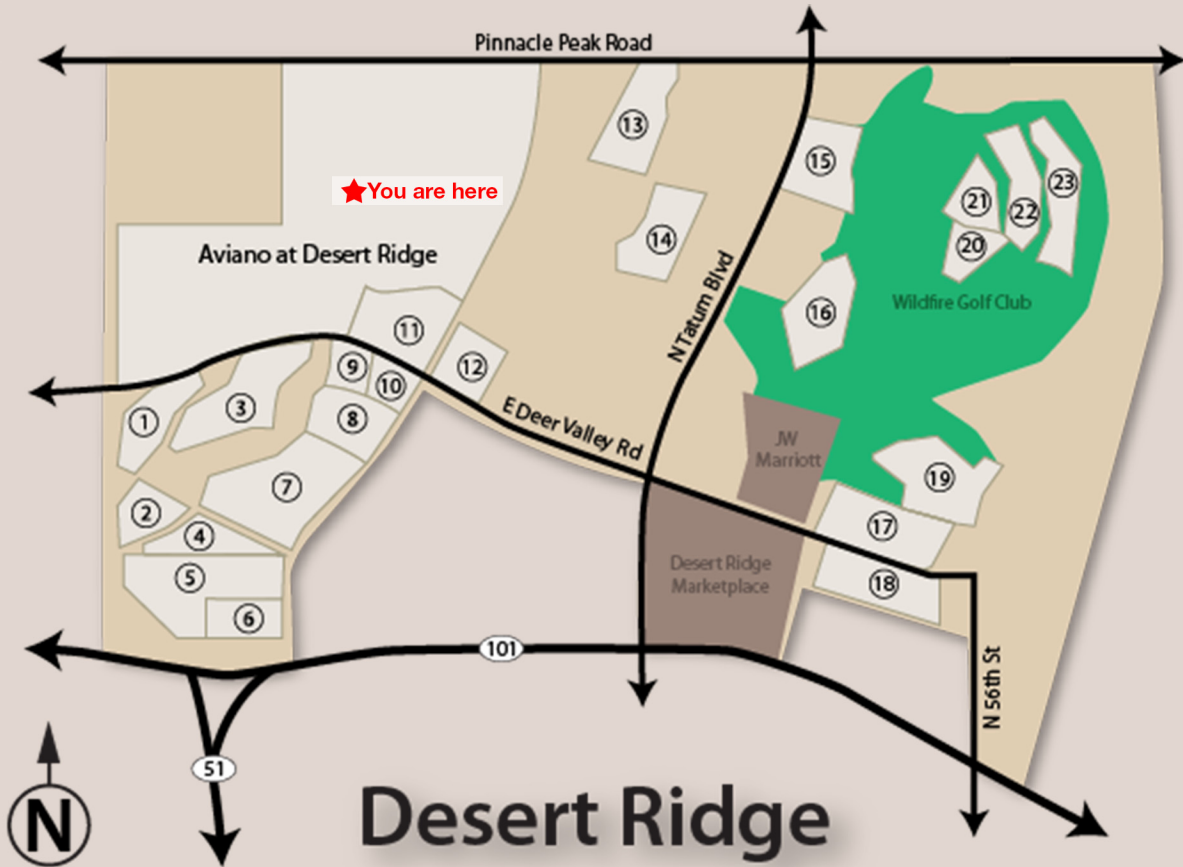 Pinnacle Peak Road
13
15
You are here
23
21
22
14
20
Aviano at Desert Ridge
N Tatum Blvd
Wildfire Golf Club
16
11
9
12
10
1
3
8
E Deer Valley Rd
JW
Marriott
7
19
2
17
4
5
Desert Ridge
Marketplace
18
6
101
N 56th St
51
N
Desert Ridge